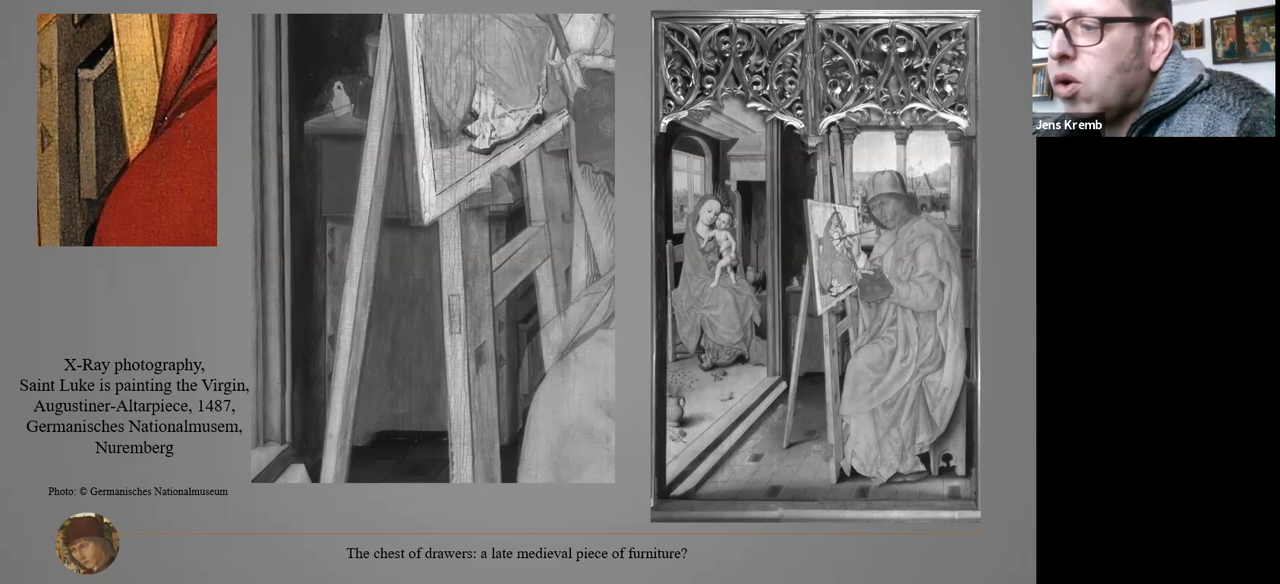 Jens Kremb
X-Ray photography,
Saint Luke is painting the Virgin,
Augustiner-Altarpiece, 1487,
Germanisches Nationalmusem,
Nuremberg
Photo: © Germanisches Nationalmuseum
The chest of drawers: a late medieval piece of furniture?